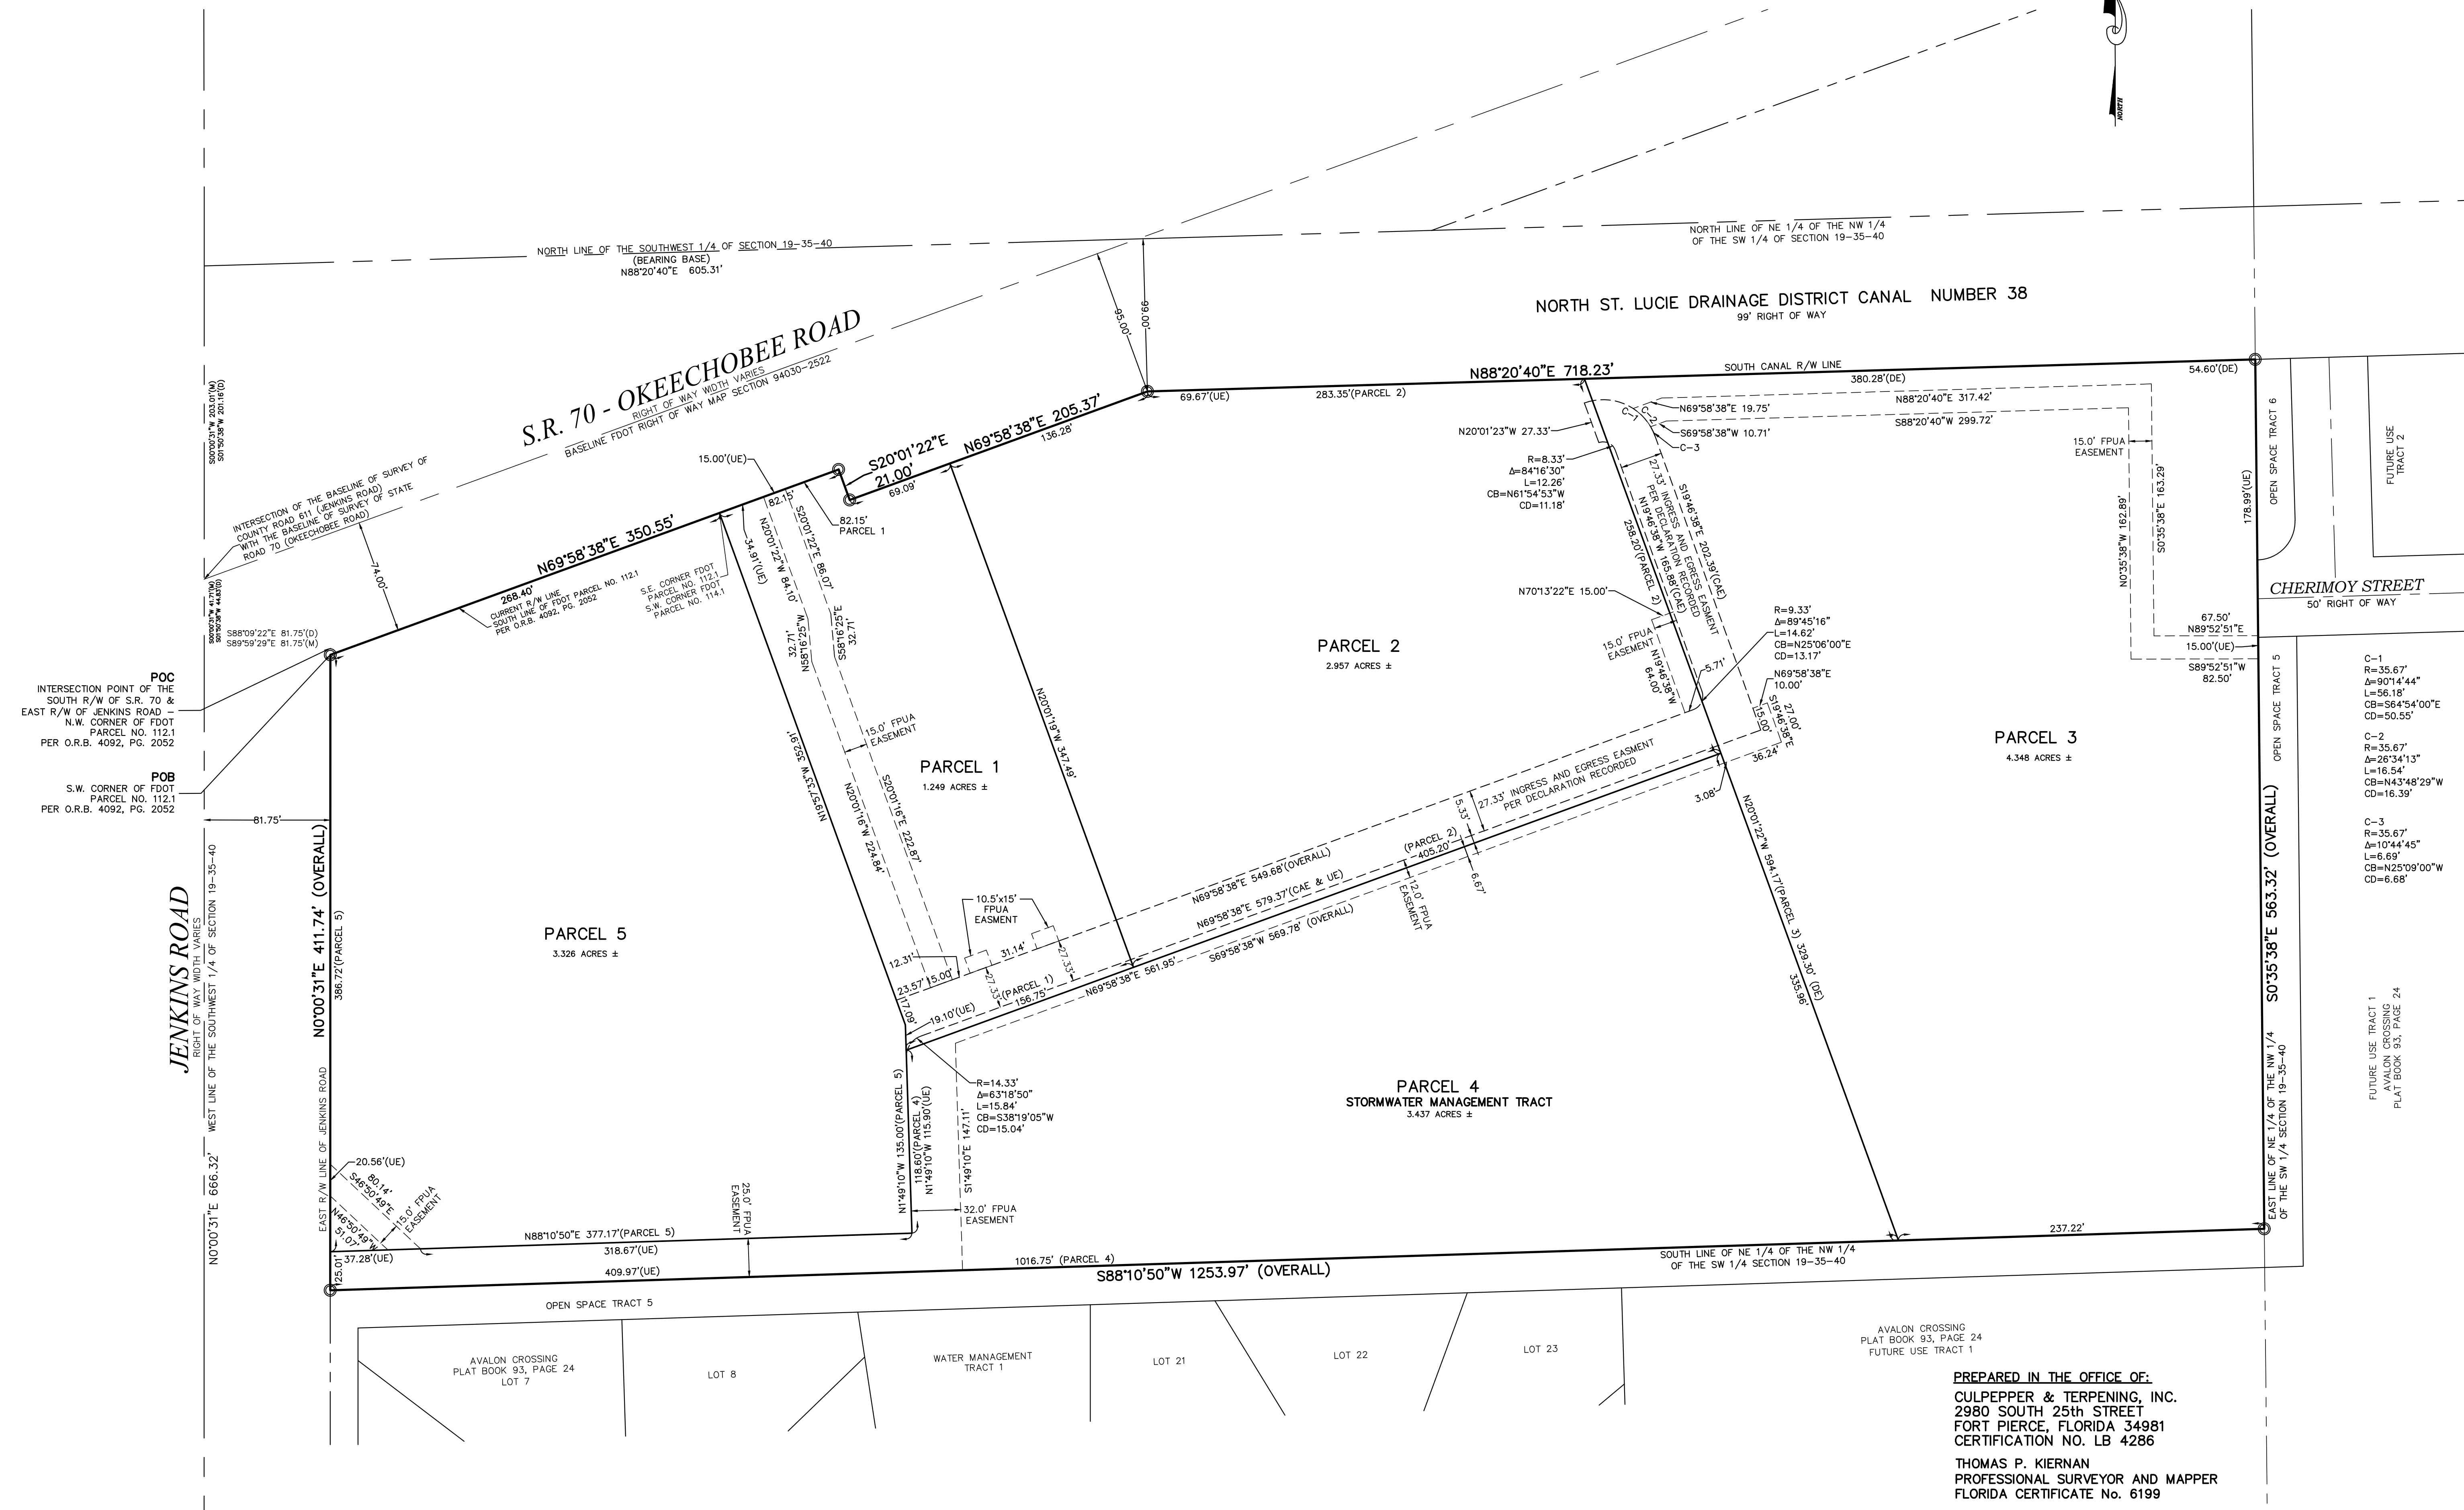 NORTH
NORTH LINE OF THE SOUTHWEST 1/4 OF SECTION 19-35-40
(BEARING BASE)
N88°20'40"E 605.31'
NORTH LINE OF NE 1/4 OF THE NW 1/4
OF THE SW 1/4 OF SECTION 19-35-40
NORTH ST. LUCIE DRAINAGE DISTRICT CANAL NUMBER 38
99' RIGHT OF WAY
S.R. 70 - OKEECHOBEE ROAD
RIGHT OF WAY WIDTH VARIES
BASELINE FDOT RIGHT OF WAY MAP SECTION 94030-2522
95.00'
99.00'
S00°00'31"W 203.01'(M)
S01°50'38"W 201.16'(D)
INTERSECTION OF THE BASELINE OF SURVEY OF
COUNTY ROAD 611 (JENKINS ROAD)
WITH THE BASELINE OF SURVEY OF STATE
ROAD 70 (OKEECHOBEE ROAD)
74.00'
S00°00'31"W 41.71'(M)
S01°50'38"W 44.83'(D)
S88°09'22"E 81.75'(D)
S89°59'29"E 81.75'(M)
N69°58'38"E 350.55'
268.40'
CURRENT R/W LINE
SOUTH LINE OF FDOT PARCEL NO. 112.1
PER O.R.B. 4092, PG. 2052
S.E. CORNER FDOT
PARCEL NO. 112.1
S.W. CORNER FDOT
PARCEL NO. 114.1
15.00'(UE)
82.15'
82.15'
PARCEL 1
S20°01'22"E
21.00'
N69°58'38"E 205.37'
69.09'
136.28'
69.67'(UE)
283.35'(PARCEL 2)
N88°20'40"E 718.23'
SOUTH CANAL R/W LINE
380.28'(DE)
54.60'(DE)
C-1
C-2
C-3
N69°58'38"E 19.75'
S69°58'38"W 10.71'
N88°20'40"E 317.42'
S88°20'40"W 299.72'
N20°01'23"W 27.33'
R=8.33'
Δ=84°16'30"
L=12.26'
CB=N61°54'53"W
CD=11.18'
27.33' INGRESS AND EGRESS EASMENT
PER DECLARATION RECORDED
S19°46'38"E 202.39'(CAE)
N19°46'38"W 165.88'(CAE)
258.20'(PARCEL 2)
15.0' FPUA
EASEMENT
N0°35'38"W 162.89'
S0°35'38"E 163.29'
178.99'(UE)
OPEN SPACE TRACT 6
FUTURE USE
TRACT 2
CHERIMOY STREET
50' RIGHT OF WAY
67.50'
N89°52'51"E
15.00'(UE)
S89°52'51"W
82.50'
POC
INTERSECTION POINT OF THE
SOUTH R/W OF S.R. 70 &
EAST R/W OF JENKINS ROAD -
N.W. CORNER OF FDOT
PARCEL NO. 112.1
PER O.R.B. 4092, PG. 2052
POB
S.W. CORNER OF FDOT
PARCEL NO. 112.1
PER O.R.B. 4092, PG. 2052
81.75'
34.91'(UE)
N20°01'22"W 84.10'
S20°01'22"E 86.07'
N58°16'25"W
32.71'
S58°16'25"E
32.71'
N19°57'33"W 352.91'
15.0' FPUA
EASEMENT
N20°01'16"W 224.84'
S20°01'16"E 222.87'
PARCEL 1
1.249 ACRES ±
N20°01'19"W 347.49'
PARCEL 2
2.957 ACRES ±
N70°13'22"E 15.00'
15.0' FPUA
EASEMENT
N19°46'38"W
64.00'
5.71'
R=9.33'
Δ=89°45'16"
L=14.62'
CB=N25°06'00"E
CD=13.17'
N69°58'38"E
10.00'
15.00'
27.00'
S19°46'38"E
36.24'
3.08'
PARCEL 3
4.348 ACRES ±
OPEN SPACE TRACT 5
C-1
R=35.67'
Δ=90°14'44"
L=56.18'
CB=S64°54'00"E
CD=50.55'
C-2
R=35.67'
Δ=26°34'13"
L=16.54'
CB=N43°48'29"W
CD=16.39'
C-3
R=35.67'
Δ=10°44'45"
L=6.69'
CB=N25°09'00"W
CD=6.68'
JENKINS ROAD
RIGHT OF WAY WIDTH VARIES
N0°00'31"E 666.32' WEST LINE OF THE SOUTHWEST 1/4 OF SECTION 19-35-40
N0°00'31"E 411.74' (OVERALL)
386.72'(PARCEL 5)
EAST R/W LINE OF JENKINS ROAD
PARCEL 5
3.326 ACRES ±
10.5'x15'
FPUA
EASMENT
12.31'
23.57'
15.00'
31.14'
27.33'
27.33'
17.09'
19.10'(UE)
(PARCEL 1)
156.75'
N69°58'38"E 561.95'
N69°58'38"E 549.68'(OVERALL)
N69°58'38"E 579.37'(CAE & UE)
S69°58'38"W 569.78' (OVERALL)
(PARCEL 2)
405.20'
5.33'
6.67'
12.0' FPUA
EASEMENT
27.33' INGRESS AND EGRESS EASMENT
PER DECLARATION RECORDED
N20°01'22"W 594.17'(PARCEL 3) 329.30' (DE)
335.96'
S0°35'38"E 563.32' (OVERALL)
EAST LINE OF NE 1/4 OF THE NW 1/4
OF THE SW 1/4 SECTION 19-35-40
FUTURE USE TRACT 1
AVALON CROSSING
PLAT BOOK 93, PAGE 24
R=14.33'
Δ=63°18'50"
L=15.84'
CB=S38°19'05"W
CD=15.04'
N1°49'10"W 135.00'(PARCEL 5)
118.60'(PARCEL 4)
N1°49'10"W 115.90'(UE)
S1°49'10"E 147.11'
32.0' FPUA
EASEMENT
PARCEL 4
STORMWATER MANAGEMENT TRACT
3.437 ACRES ±
20.56'(UE)
80.14'
S46°50'49"E
15.0' FPUA
EASEMENT
N46°50'49"W
51.07'
37.28'(UE)
125.01'
N88°10'50"E 377.17'(PARCEL 5)
318.67'(UE)
25.0' FPUA
EASEMENT
409.97'(UE)
1016.75' (PARCEL 4)
S88°10'50"W 1253.97' (OVERALL)
SOUTH LINE OF NE 1/4 OF THE NW 1/4
OF THE SW 1/4 SECTION 19-35-40
237.22'
OPEN SPACE TRACT 5
AVALON CROSSING
PLAT BOOK 93, PAGE 24
LOT 7
LOT 8
WATER MANAGEMENT
TRACT 1
LOT 21
LOT 22
LOT 23
AVALON CROSSING
PLAT BOOK 93, PAGE 24
FUTURE USE TRACT 1
PREPARED IN THE OFFICE OF:
CULPEPPER & TERPENING, INC.
2980 SOUTH 25th STREET
FORT PIERCE, FLORIDA 34981
CERTIFICATION NO. LB 4286
THOMAS P. KIERNAN
PROFESSIONAL SURVEYOR AND MAPPER
FLORIDA CERTIFICATE No. 6199